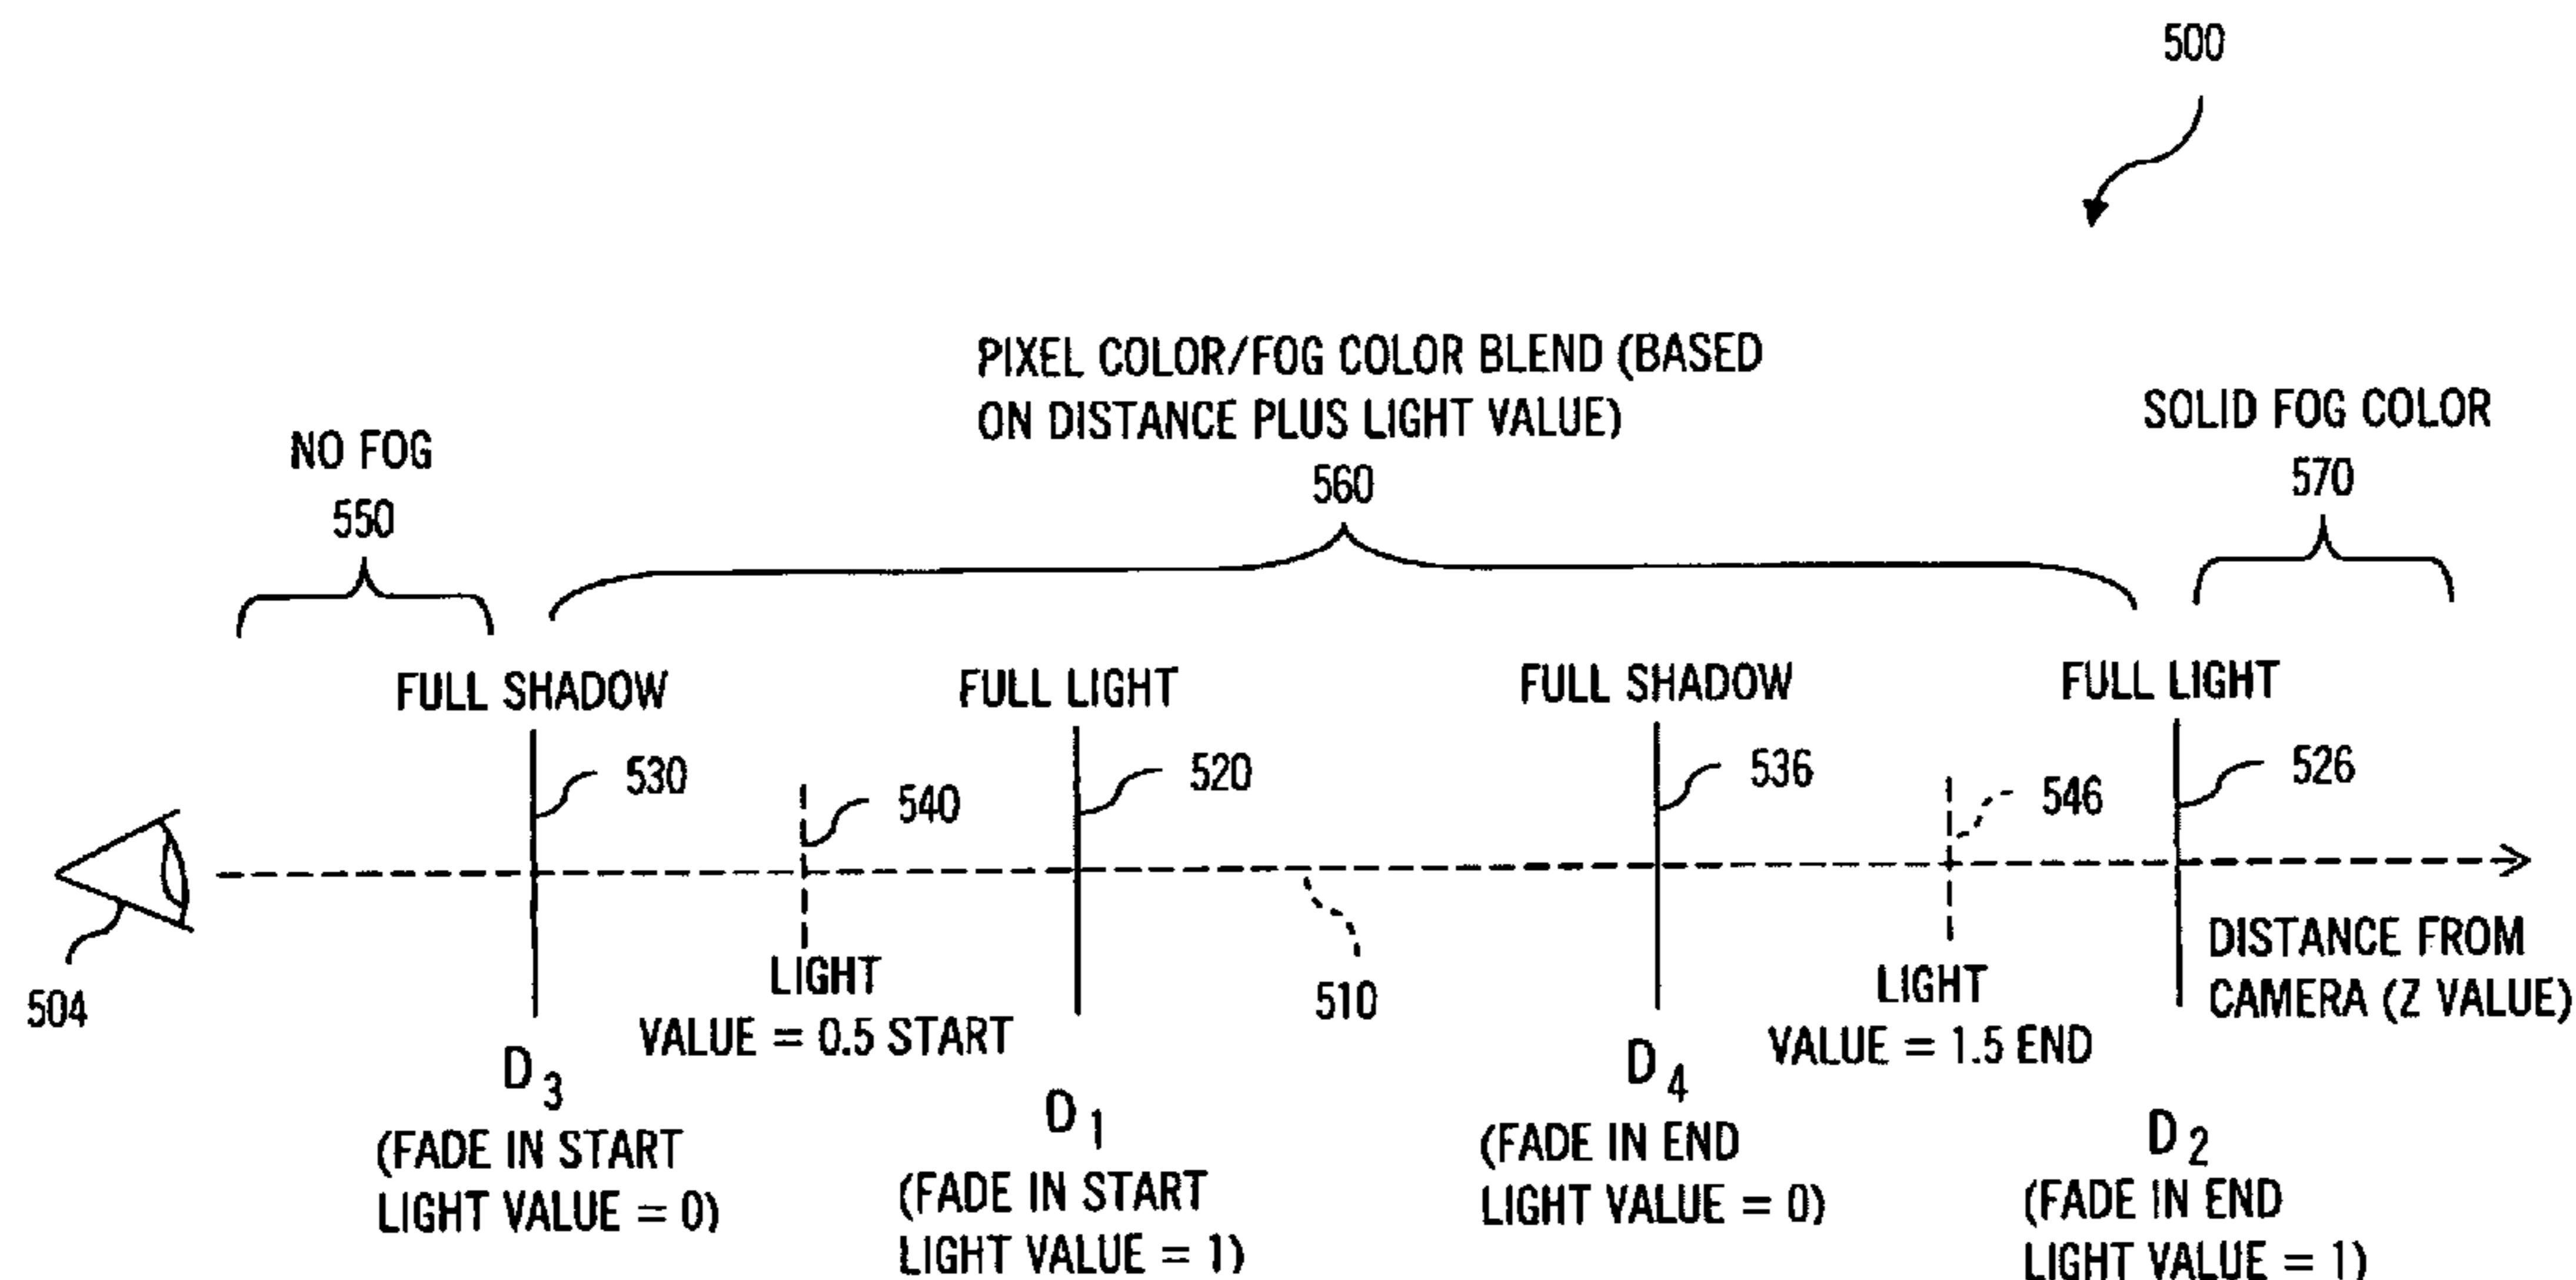 500
PIXEL COLOR/FOG COLOR BLEND (BASED
ON DISTANCE PLUS LIGHT VALUE)
560
NO FOG
550
SOLID FOG COLOR
570
FULL SHADOW
FULL LIGHT
FULL SHADOW
FULL LIGHT
530
540
520
536
546
526
504
510
LIGHT
VALUE = 0.5 START
LIGHT
VALUE = 1.5 END
DISTANCE FROM
CAMERA (Z VALUE)
D3
(FADE IN START
LIGHT VALUE = 0)
D1
(FADE IN START
LIGHT VALUE = 1)
D4
(FADE IN END
LIGHT VALUE = 0)
D2
(FADE IN END
LIGHT VALUE = 1)